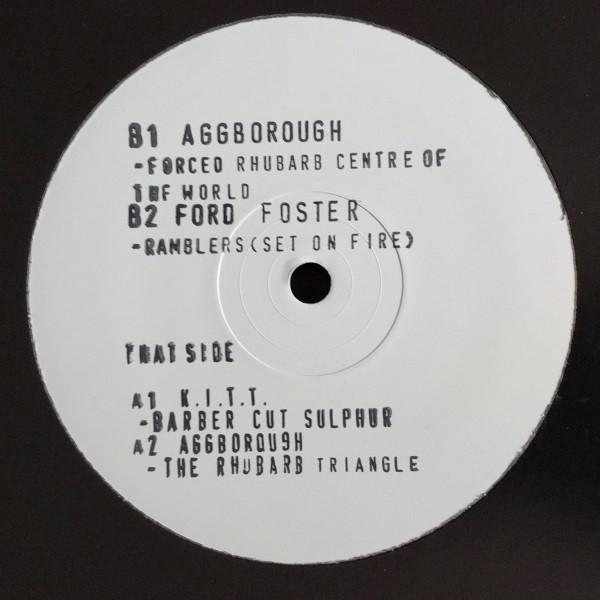 B1 AGGBOROUGH
-FORCED RHUBARB CENTRE OF
THE WORLD
B2 FORD FOSTER
-RAMBLERS(SET ON FIRE)
THAT SIDE
A1 K.I.T.T.
-BARBER CUT SULPHUR
A2 AGGBOROUGH
-THE RHUBARB TRIANGLE